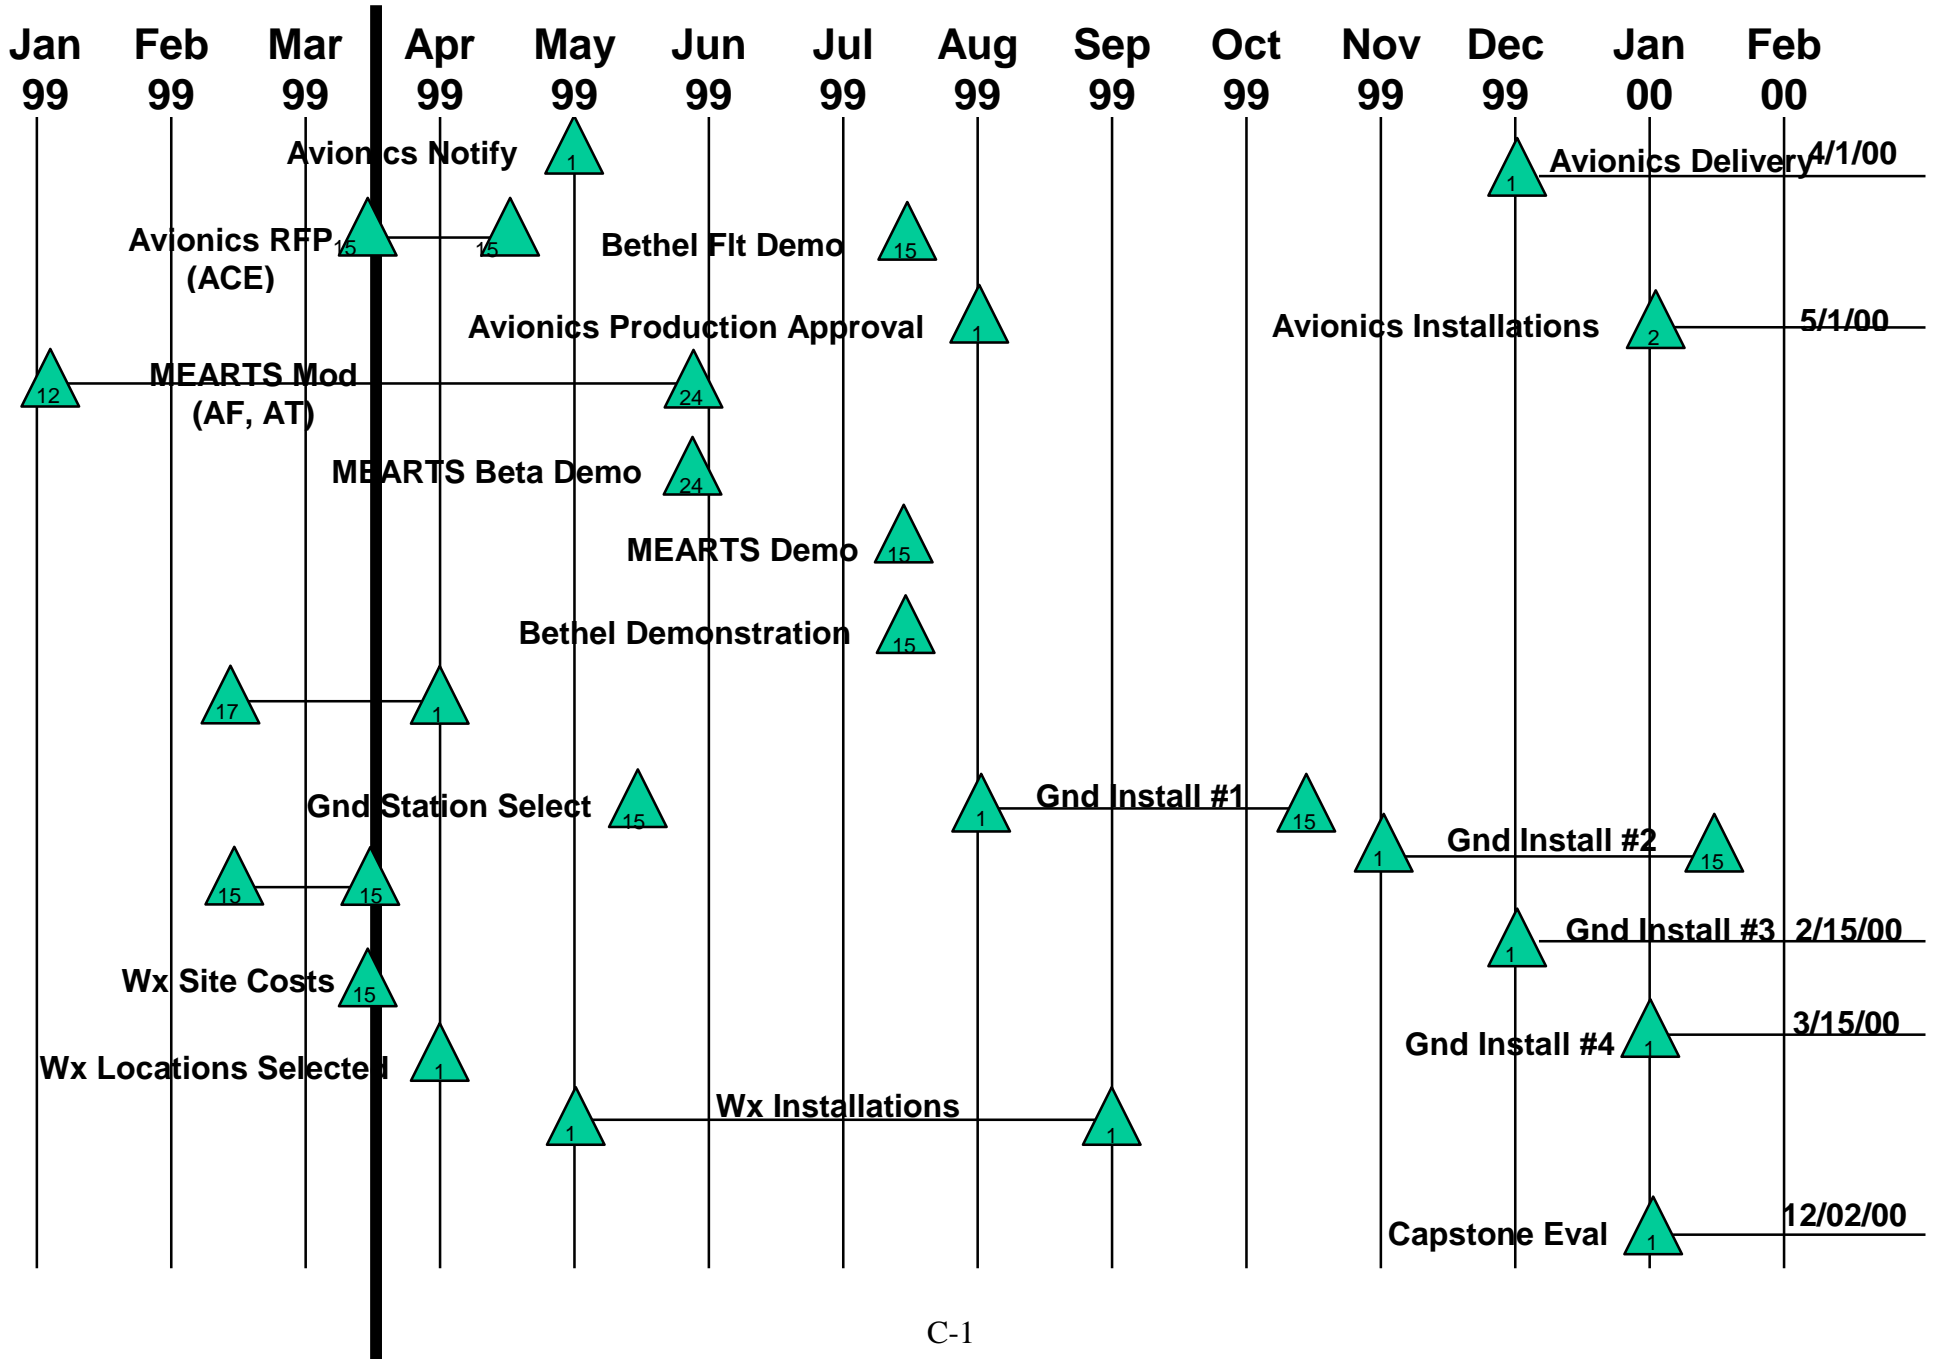 Jan Feb Mar Apr May Jun Jul Aug Sep Oct Nov Dec Jan Feb
99 99 99 99 99 99 99 99 99 99 99 99 00 00
Avionics Notify 1 1 Avionics Delivery 4/1/00
Avionics RFP 15 15 Bethel Flt Demo 15
(ACE)
Avionics Production Approval 1 Avionics Installations 2 5/1/00
12 MEARTS Mod 24
(AF, AT)
MEARTS Beta Demo 24
MEARTS Demo 15
Bethel Demonstration 15
17 1
Gnd Station Select 15 1 Gnd Install #1 15
1 Gnd Install #2 15
15 15
1 Gnd Install #3 2/15/00
Wx Site Costs 15
Gnd Install #4 1 3/15/00
Wx Locations Selected 1
1 Wx Installations 1
Capstone Eval 1 12/02/00
C-1